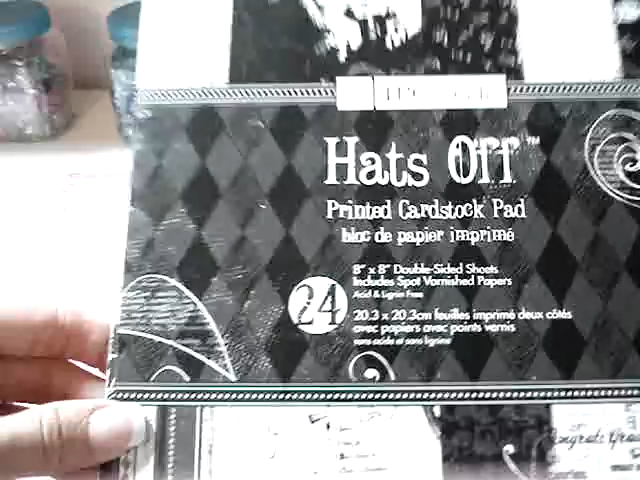 Hats Off™
Printed Cardstock Pad
bloc de papier imprimé
8" x 8" Double-Sided Sheets
Includes Spot Varnished Papers
Acid & Lignin Free
24
20.3 x 20.3cm feuilles imprimé deux côtés
avec papiers avec points vernis
sans acide et sans lignine
Congrats